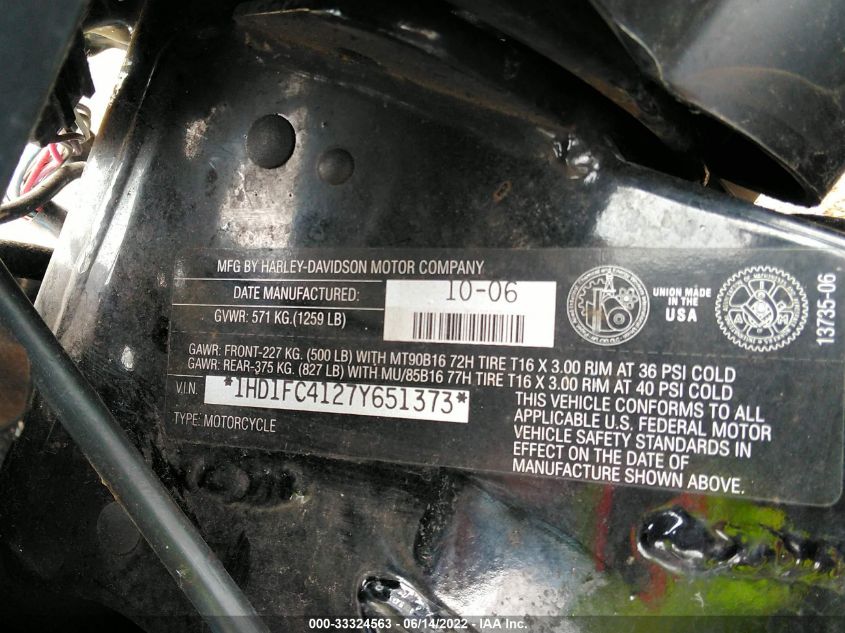 MFG BY HARLEY-DAVIDSON MOTOR COMPANY
DATE MANUFACTURED: 10-06
GVWR: 571 KG.(1259 LB)
UNION MADE
IN THE
USA
13735-06
GAWR: FRONT-227 KG. (500 LB) WITH MT90B16 72H TIRE T16 X 3.00 RIM AT 36 PSI COLD
GAWR: REAR-375 KG. (827 LB) WITH MU/85B16 77H TIRE T16 X 3.00 RIM AT 40 PSI COLD
V.I.N. *1HD1FC4127Y651373*
TYPE: MOTORCYCLE
THIS VEHICLE CONFORMS TO ALL
APPLICABLE U.S. FEDERAL MOTOR
VEHICLE SAFETY STANDARDS IN
EFFECT ON THE DATE OF
MANUFACTURE SHOWN ABOVE.
000-33324563 - 06/14/2022 - IAA Inc.